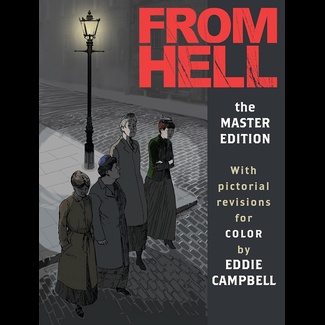 FROM
HELL
the
MASTER
EDITION
With
pictorial
revisions
for
COLOR
by
EDDIE
CAMPBELL